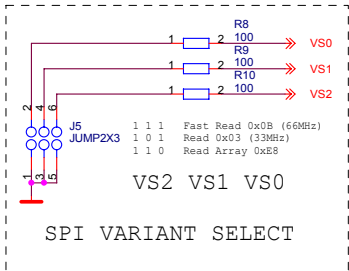 R8
1 2 100 VS0
R9
1 2 100 VS1
R10
1 2 100 VS2
2 4 6
J5
JUMP2X3
1 3 5
1 1 1 Fast Read 0x0B (66MHz)
1 0 1 Read 0x03 (33MHz)
1 1 0 Read Array 0xE8
VS2 VS1 VS0
SPI VARIANT SELECT